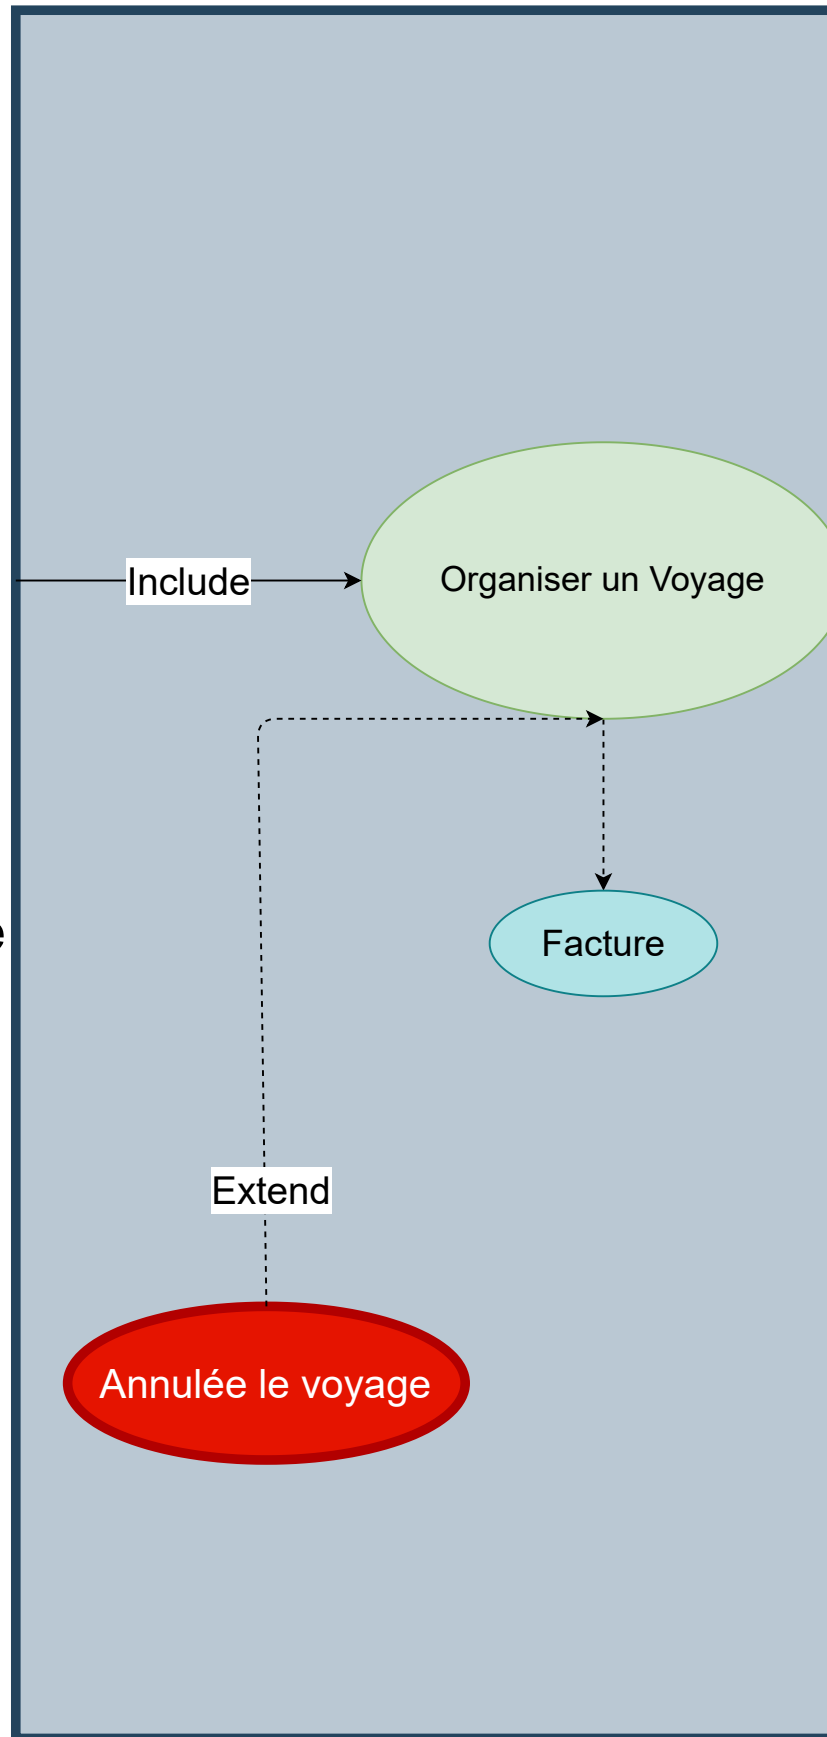 Organiser un Voyage
Include
e
Facture
Extend
Annulée le voyage